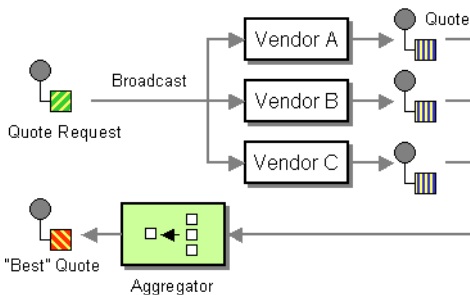 Vendor A
Quote
Broadcast
Vendor B
Quote Request
Vendor C
"Best" Quote
Aggregator